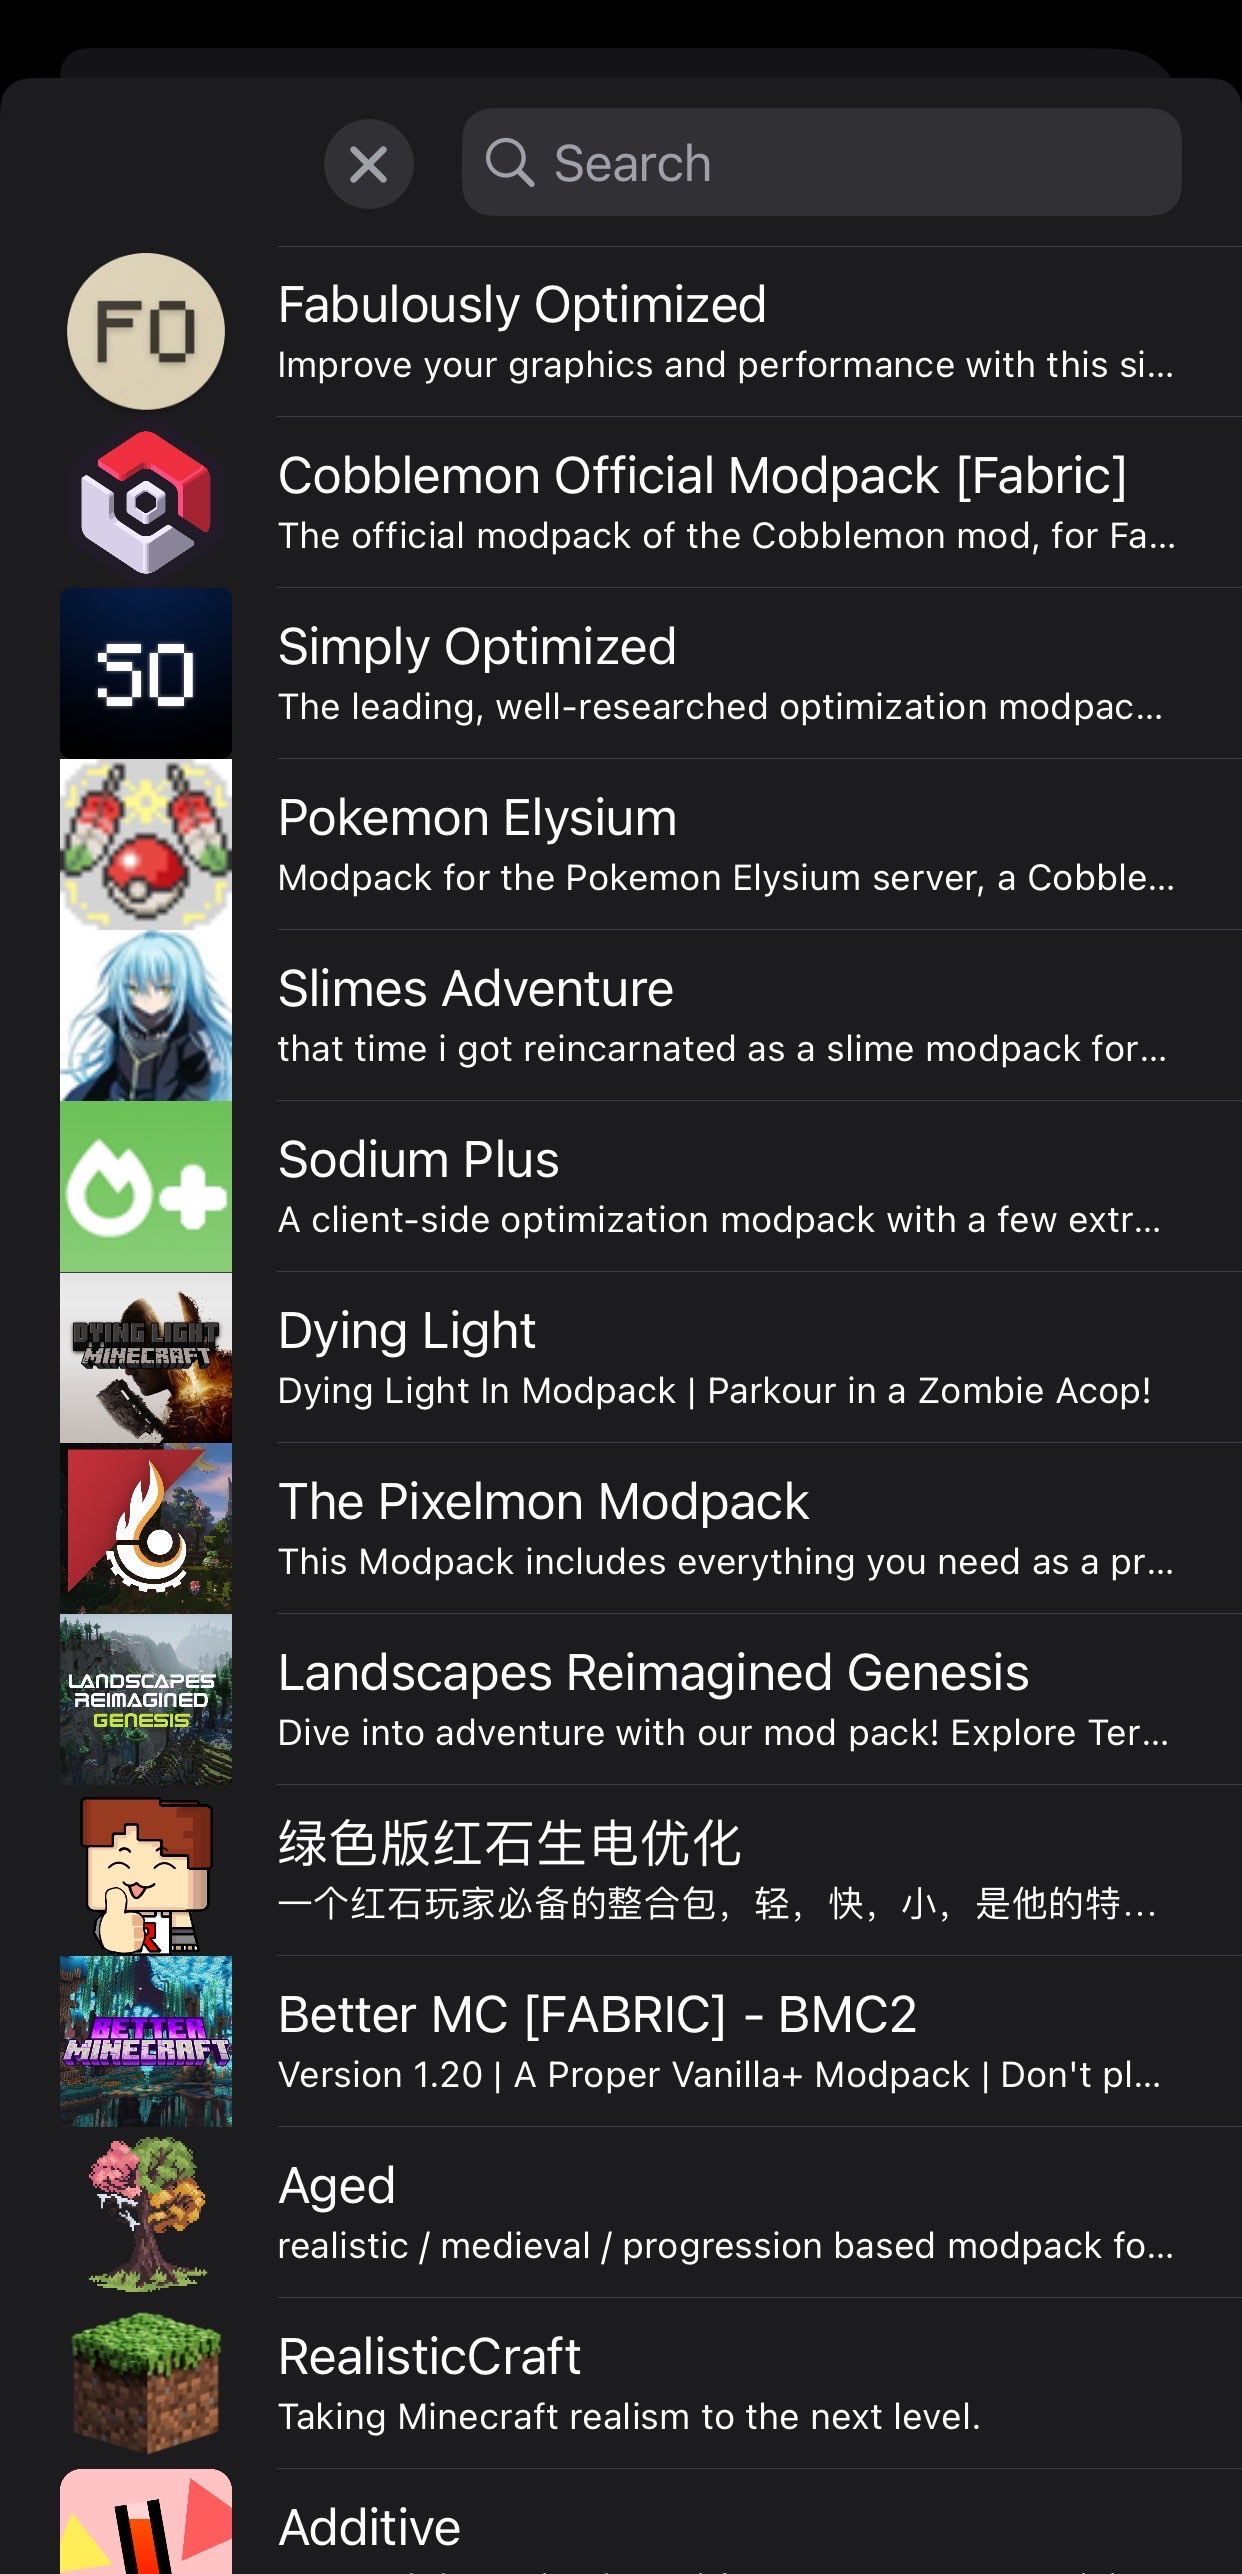 Search
FO
Fabulously Optimized
Improve your graphics and performance with this si...
Cobblemon Official Modpack [Fabric]
The official modpack of the Cobblemon mod, for Fa...
SO
Simply Optimized
The leading, well-researched optimization modpac...
Pokemon Elysium
Modpack for the Pokemon Elysium server, a Cobble...
Slimes Adventure
that time i got reincarnated as a slime modpack for...
Sodium Plus
A client-side optimization modpack with a few extr...
DYING LIGHT
MINECRAFT
Dying Light
Dying Light In Modpack | Parkour in a Zombie Acop!
The Pixelmon Modpack
This Modpack includes everything you need as a pr...
LANDSCAPES
REIMAGINED
GENESIS
Landscapes Reimagined Genesis
Dive into adventure with our mod pack! Explore Ter...
R
绿色版红石生电优化
一个红石玩家必备的整合包，轻，快，小，是他的特...
BETTER
MINECRAFT
Better MC [FABRIC] - BMC2
Version 1.20 | A Proper Vanilla+ Modpack | Don't pl...
Aged
realistic / medieval / progression based modpack fo...
RealisticCraft
Taking Minecraft realism to the next level.
Additive